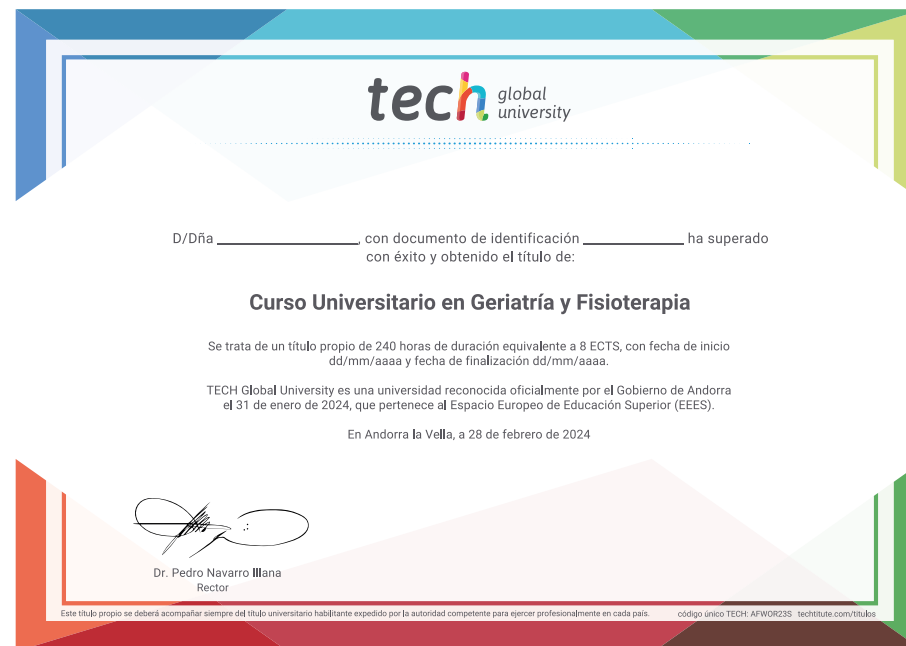 tech global university
D/Dña ____________________, con documento de identificación ______________ ha superado
con éxito y obtenido el título de:
Curso Universitario en Geriatría y Fisioterapia
Se trata de un título propio de 240 horas de duración equivalente a 8 ECTS, con fecha de inicio
dd/mm/aaaa y fecha de finalización dd/mm/aaaa.
TECH Global University es una universidad reconocida oficialmente por el Gobierno de Andorra
el 31 de enero de 2024, que pertenece al Espacio Europeo de Educación Superior (EEES).
En Andorra la Vella, a 28 de febrero de 2024
Dr. Pedro Navarro Illana
Rector
Este título propio se deberá acompañar siempre del título universitario habilitante expedido por la autoridad competente para ejercer profesionalmente en cada país. código único TECH: AFWOR23S techtitute.com/titulos